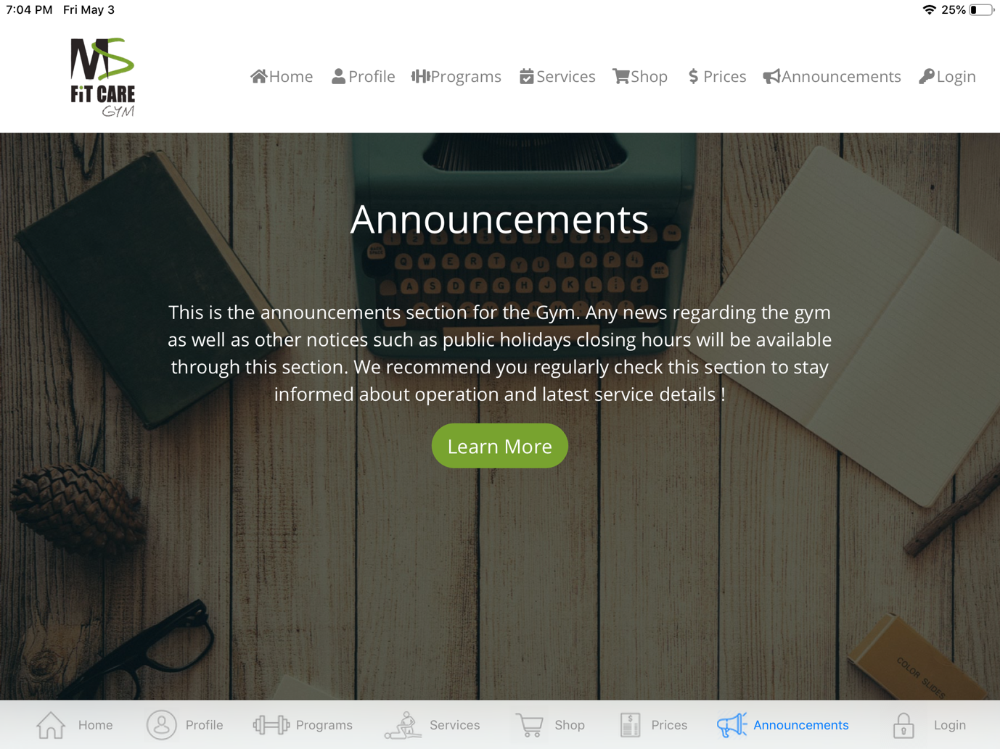 7:04 PM Fri May 3
25%
MS
FiT CARE
GYM
Home Profile Programs Services Shop $ Prices Announcements Login
Announcements
Q W E R T Y U I O P
A S D F G H J K L
This is the announcements section for the Gym. Any news regarding the gym
as well as other notices such as public holidays closing hours will be available
through this section. We recommend you regularly check this section to stay
informed about operation and latest service details !
Learn More
COLOR SLIDES
Home Profile Programs Services Shop $ Prices Announcements Login